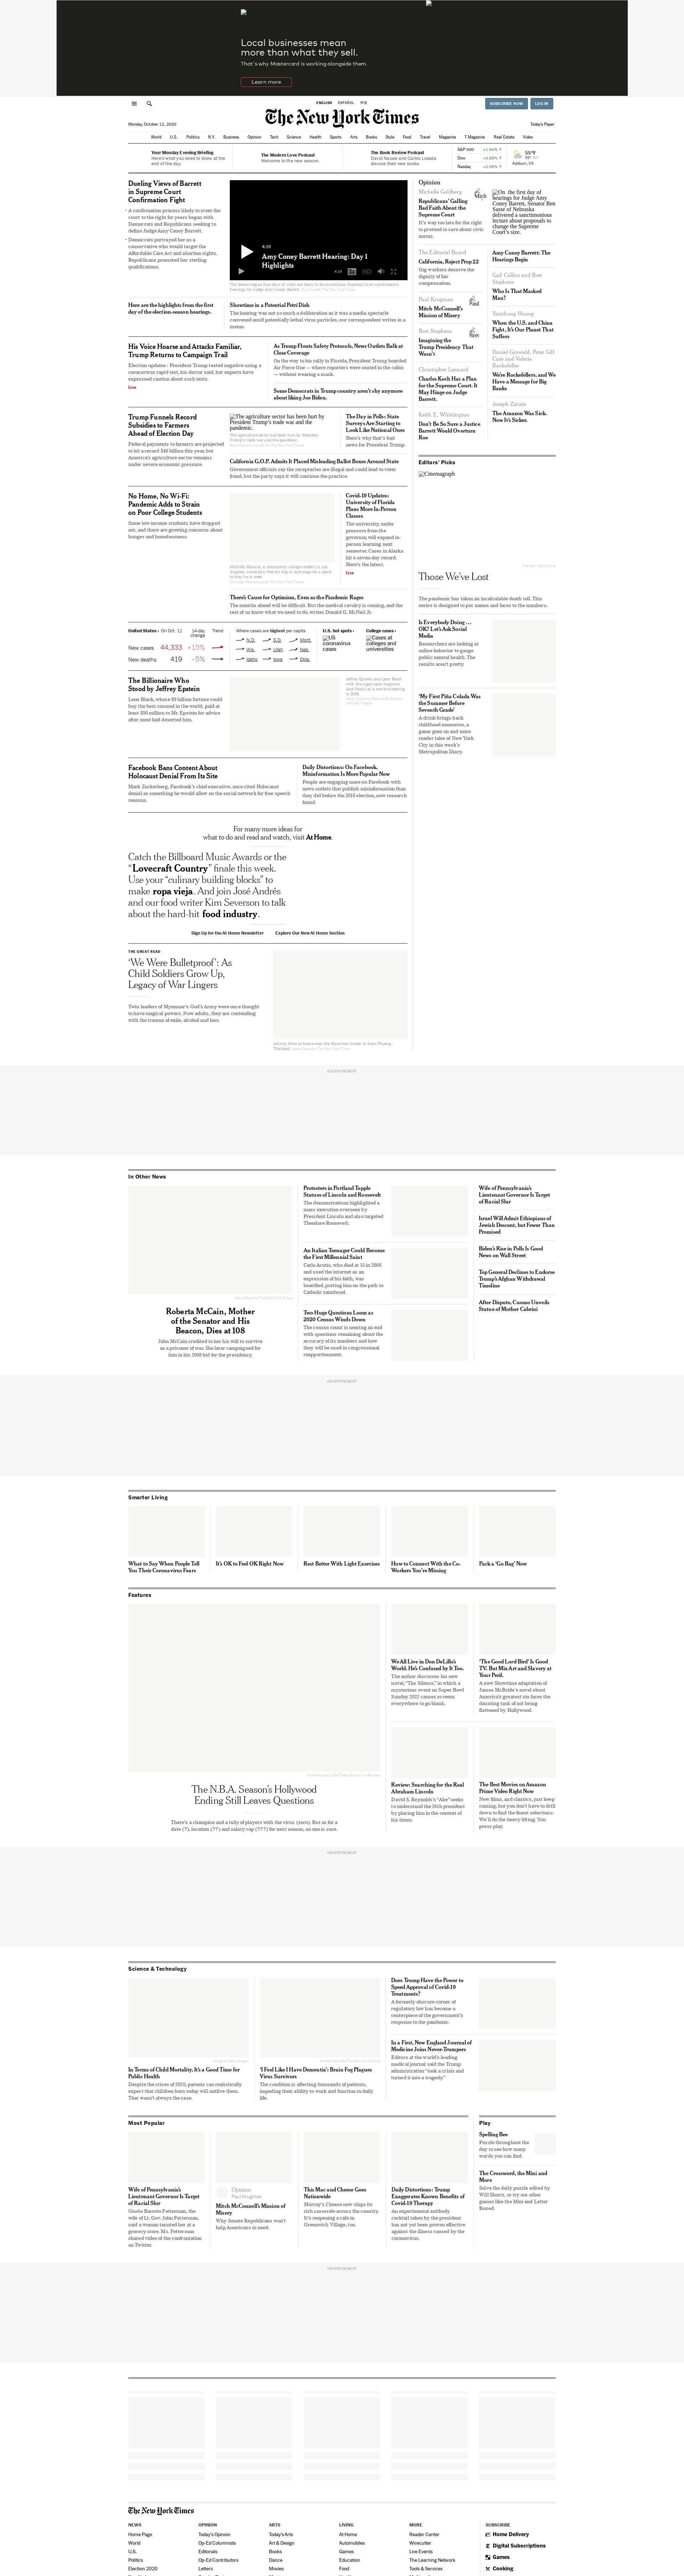 Local businesses mean
more than what they sell.
That's why Mastercard is working alongside them.
Learn more
ENGLISH ESPAÑOL 中文
SUBSCRIBE NOW LOG IN
The New York Times
Monday, October 12, 2020
Today's Paper
World U.S. Politics N.Y. Business Opinion Tech Science Health Sports Arts Books Style Food Travel Magazine T Magazine Real Estate Video
Your Monday Evening Briefing
Here's what you need to know at the end of the day.
The Modern Love Podcast
Welcome to the new season.
The Book Review Podcast
David Nasaw and Carlos Lozada discuss their new books.
S&P 500
Dow
Nasdaq
55°F
Ashburn, VA
Dueling Views of Barrett
in Supreme Court
Confirmation Fight
• A confirmation process likely to steer the court to the right for years began with Democrats and Republicans seeking to define Judge Amy Coney Barrett.
• Democrats portrayed be as a conservative who would target the Affordable Care Act and abortion rights. Republicans presented her sterling qualifications.
4:19
Amy Coney Barrett Hearing: Day 1
Highlights
4:19 HD
Here are the highlights from the first
day of the election-season hearings.
Showtime in a Potential Petri Dish
The hearing was not so much a deliberation as it was a media spectacle convened amid potentially lethal virus particles, our correspondent writes in a memo.
His Voice Hoarse and Attacks Familiar,
Trump Returns to Campaign Trail
Election updates : President Trump tested negative using a rapid coronavirus test, his doctor said, but experts have expressed caution about such tests.
Live
As Trump Flouts Safety Protocols, News Outlets Balk at
Close Coverage
On the way to his rally in Florida, President Trump boarded Air Force One — where reporters were meant to be in the cabin — without wearing a mask.
Some Democrats in Trump country aren't shy anymore
about liking Joe Biden.
Trump Funnels Record
Subsidies to Farmers
Ahead of Election Day
Federal payments to farmers are projected to hit a record $46 billion this year, but America's agriculture sector remains under severe economic pressure.
The agriculture sector has been hurt by President Trump's trade war and the pandemic.
The agriculture sector has been hurt by President Trump's trade war and the pandemic.
The Day in Polls: State
Surveys Are Starting to
Look Like National Ones
Here's why that's bad news for President Trump.
California G.O.P. Admits It Placed Misleading Ballot Boxes Around State
Government officials say the receptacles are illegal and could lead to voter fraud, but the party says it will continue the practice.
No Home, No Wi-Fi:
Pandemic Adds to Strain
on Poor College Students
Some low-income students have dropped out, and there are growing concerns about hunger and homelessness.
Covid-19 Updates:
University of Florida
Plans More In-Person
Classes
The university, under pressure from the governor, will expand in-person learning next semester. Cases in Alaska hit a seven-day record. Here's the latest.
Live
There's Cause for Optimism, Even as the Pandemic Rages
The months ahead will be difficult. But the medical cavalry is coming, and the rest of us know what we need to do, writes Donald G. McNeil Jr.
United States › On Oct. 11 14-day change Trend
New cases 44,333 +15%
New deaths 419 –5%
Where cases are highest per capita
N.D. S.D. Mont.
Wis. Utah Neb.
Idaho Iowa Okla.
U.S. hot spots ›
US coronavirus cases
College cases ›
Cases at colleges and universities
The Billionaire Who
Stood by Jeffrey Epstein
Leon Black, whose $9 billion fortune could buy the best counsel in the world, paid at least $50 million to Mr. Epstein for advice after most had deserted him.
Facebook Bans Content About
Holocaust Denial From Its Site
Mark Zuckerberg, Facebook's chief executive, once cited Holocaust denial as something he would allow on the social network for free speech reasons.
Daily Distortions: On Facebook,
Misinformation Is More Popular Now
People are engaging more on Facebook with news outlets that publish misinformation than they did before the 2016 election, new research found.
For many more ideas for
what to do and read and watch, visit At Home.
Catch the Billboard Music Awards or the
"Lovecraft Country" finale this week.
Use your "culinary building blocks" to
make ropa vieja. And join José Andrés
and our food writer Kim Severson to talk
about the hard-hit food industry.
Sign Up for the At Home Newsletter
Explore Our New At Home Section
THE GREAT READ
'We Were Bulletproof': As
Child Soldiers Grow Up,
Legacy of War Lingers
Twin leaders of Myanmar's God's Army were once thought to have magical powers. Now adults, they are contending with the trauma of exile, alcohol and loss.
Opinion
Michelle Goldberg
Republicans' Galling
Bad Faith About the
Supreme Court
It's way too late for the right to pretend to care about civic norms.
Mich
On the first day of hearings for Judge Amy Coney Barrett, Senator Ben Sasse of Nebraska delivered a sanctimonious lecture about proposals to change the Supreme Court's size.
The Editorial Board
California, Reject Prop 22
Gig workers deserve the dignity of fair compensation.
Paul Krugman
Mitch McConnell's
Mission of Misery
Paul
Bret Stephens
Imagining the
Trump Presidency That
Wasn't
Bret
Christopher Leonard
Charles Koch Has a Plan
for the Supreme Court. It
May Hinge on Judge
Barrett.
Keith E. Whittington
Don't Be So Sure a Justice
Barrett Would Overturn
Roe
Amy Coney Barrett: The
Hearings Begin
Gail Collins and Bret
Stephens
Who Is That Masked
Man?
Yanzhong Huang
When the U.S. and China
Fight, It's Our Planet That
Suffers
Daniel Growald, Peter Gill
Case and Valerie
Rockefeller
We're Rockefellers, and We
Have a Message for Big
Banks
Joseph Zárate
The Amazon Was Sick.
Now It's Sicker.
Editors' Picks
Cinemagraph
The New York Times
Those We've Lost
The pandemic has taken an incalculable death toll. This series is designed to put names and faces to the numbers.
Is Everybody Doing …
OK? Let's Ask Social
Media
Researchers are looking at online behavior to gauge public mental health. The results aren't pretty.
'My First Piña Colada Was
the Summer Before
Seventh Grade'
A drink brings back childhood memories, a game goes on and more reader tales of New York City in this week's Metropolitan Diary.
ADVERTISEMENT
In Other News
Roberta McCain, Mother
of the Senator and His
Beacon, Dies at 108
John McCain credited to her his will to survive as a prisoner of war. She later campaigned for him in his 2008 bid for the presidency.
Protesters in Portland Topple
Statues of Lincoln and Roosevelt
The demonstrations highlighted a mass execution overseen by President Lincoln and also targeted Theodore Roosevelt.
An Italian Teenager Could Become
the First Millennial Saint
Carlo Acutis, who died at 15 in 2006 and used the internet as an expression of his faith, was beatified, putting him on the path to Catholic sainthood.
Two Huge Questions Loom as
2020 Census Winds Down
The census count is nearing an end with questions remaining about the accuracy of its numbers and how they will be used in congressional reapportionment.
Wife of Pennsylvania's
Lieutenant Governor Is Target
of Racial Slur
Israel Will Admit Ethiopians of
Jewish Descent, but Fewer Than
Promised
Biden's Rise in Polls Is Good
News on Wall Street
Top General Declines to Endorse
Trump's Afghan Withdrawal
Timeline
After Dispute, Cuomo Unveils
Statue of Mother Cabrini
ADVERTISEMENT
Smarter Living
What to Say When People Tell
You Their Coronavirus Fears
It's OK to Feel OK Right Now
Rest Better With Light Exercises
How to Connect With the Co-
Workers You're Missing
Pack a 'Go Bag' Now
Features
The N.B.A. Season's Hollywood
Ending Still Leaves Questions
There's a champion and a tally of players with the virus (zero). But as for a date (?), location (??) and salary cap (???) for next season, no one is sure.
We All Live in Don DeLillo's
World. He's Confused by It Too.
The author discusses his new novel, "The Silence," in which a mysterious event on Super Bowl Sunday 2022 causes screens everywhere to go blank.
'The Good Lord Bird' Is Good
TV. But Mix Art and Slavery at
Your Peril.
A new Showtime adaptation of James McBride's novel about America's greatest sin faces the daunting task of not being flattened by Hollywood.
Review: Searching for the Real
Abraham Lincoln
David S. Reynolds's "Abe" seeks to understand the 16th president by placing him in the context of his times.
The Best Movies on Amazon
Prime Video Right Now
New films, and classics, just keep coming, but you don't have to drill down to find the finest selections. We'll do the heavy lifting. You press play.
ADVERTISEMENT
Science & Technology
In Terms of Child Mortality, It's a Good Time for
Public Health
Despite the crises of 2020, parents can realistically expect that children born today will outlive them. That wasn't always the case.
'I Feel Like I Have Dementia': Brain Fog Plagues
Virus Survivors
The condition is affecting thousands of patients, impeding their ability to work and function in daily life.
Does Trump Have the Power to
Speed Approval of Covid-19
Treatments?
A formerly obscure corner of regulatory law has become a centerpiece of the government's response to the pandemic.
In a First, New England Journal of
Medicine Joins Never-Trumpers
Editors at the world's leading medical journal said the Trump administration "took a crisis and turned it into a tragedy."
Most Popular
Wife of Pennsylvania's
Lieutenant Governor Is Target
of Racial Slur
Gisele Barreto Fetterman, the wife of Lt. Gov. John Fetterman, said a woman taunted her at a grocery store. Ms. Fetterman shared video of the confrontation on Twitter.
Opinion
Paul Krugman
Mitch McConnell's Mission of
Misery
Why Senate Republicans won't help Americans in need.
This Mac and Cheese Goes
Nationwide
Murray's Cheese now ships its rich casserole across the country. It's reopening a cafe in Greenwich Village, too.
Daily Distortions: Trump
Exaggerates Known Benefits of
Covid-19 Therapy
An experimental antibody cocktail taken by the president has not yet been proven effective against the illness caused by the coronavirus.
Play
Spelling Bee
Puzzle throughout the day to see how many words you can find.
The Crossword, the Mini and
More
Solve the daily puzzle edited by Will Shortz, or try out other games like the Mini and Letter Boxed.
ADVERTISEMENT
The New York Times
NEWS
Home Page
World
U.S.
Politics
Election 2020
OPINION
Today's Opinion
Op-Ed Columnists
Editorials
Op-Ed Contributors
Letters
ARTS
Today's Arts
Art & Design
Books
Dance
Movies
LIVING
At Home
Automobiles
Games
Education
Food
MORE
Reader Center
Wirecutter
Live Events
The Learning Network
Tools & Services
SUBSCRIBE
Home Delivery
Digital Subscriptions
Games
Cooking